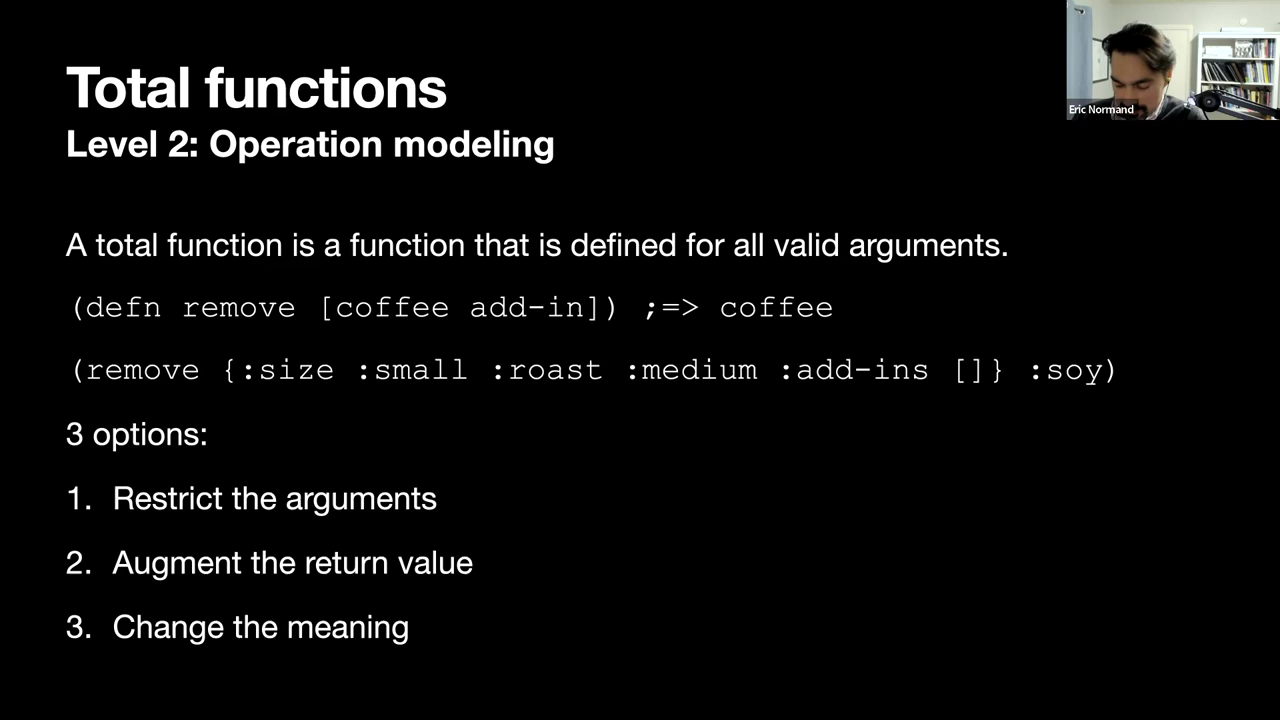 Total functions
Level 2: Operation modeling
Eric Normand
A total function is a function that is defined for all valid arguments.
(defn remove [coffee add-in]) ;=> coffee
(remove {:size :small :roast :medium :add-ins []} :soy)
3 options:
1. Restrict the arguments
2. Augment the return value
3. Change the meaning